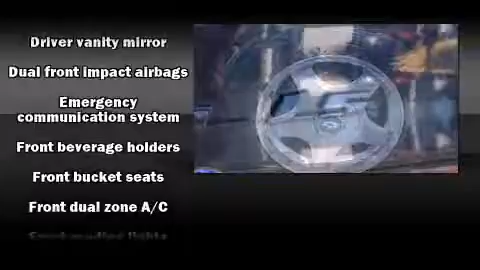 Driver vanity mirror
Dual front impact airbags
Emergency
communication system
Front beverage holders
Front bucket seats
Front dual zone A/C